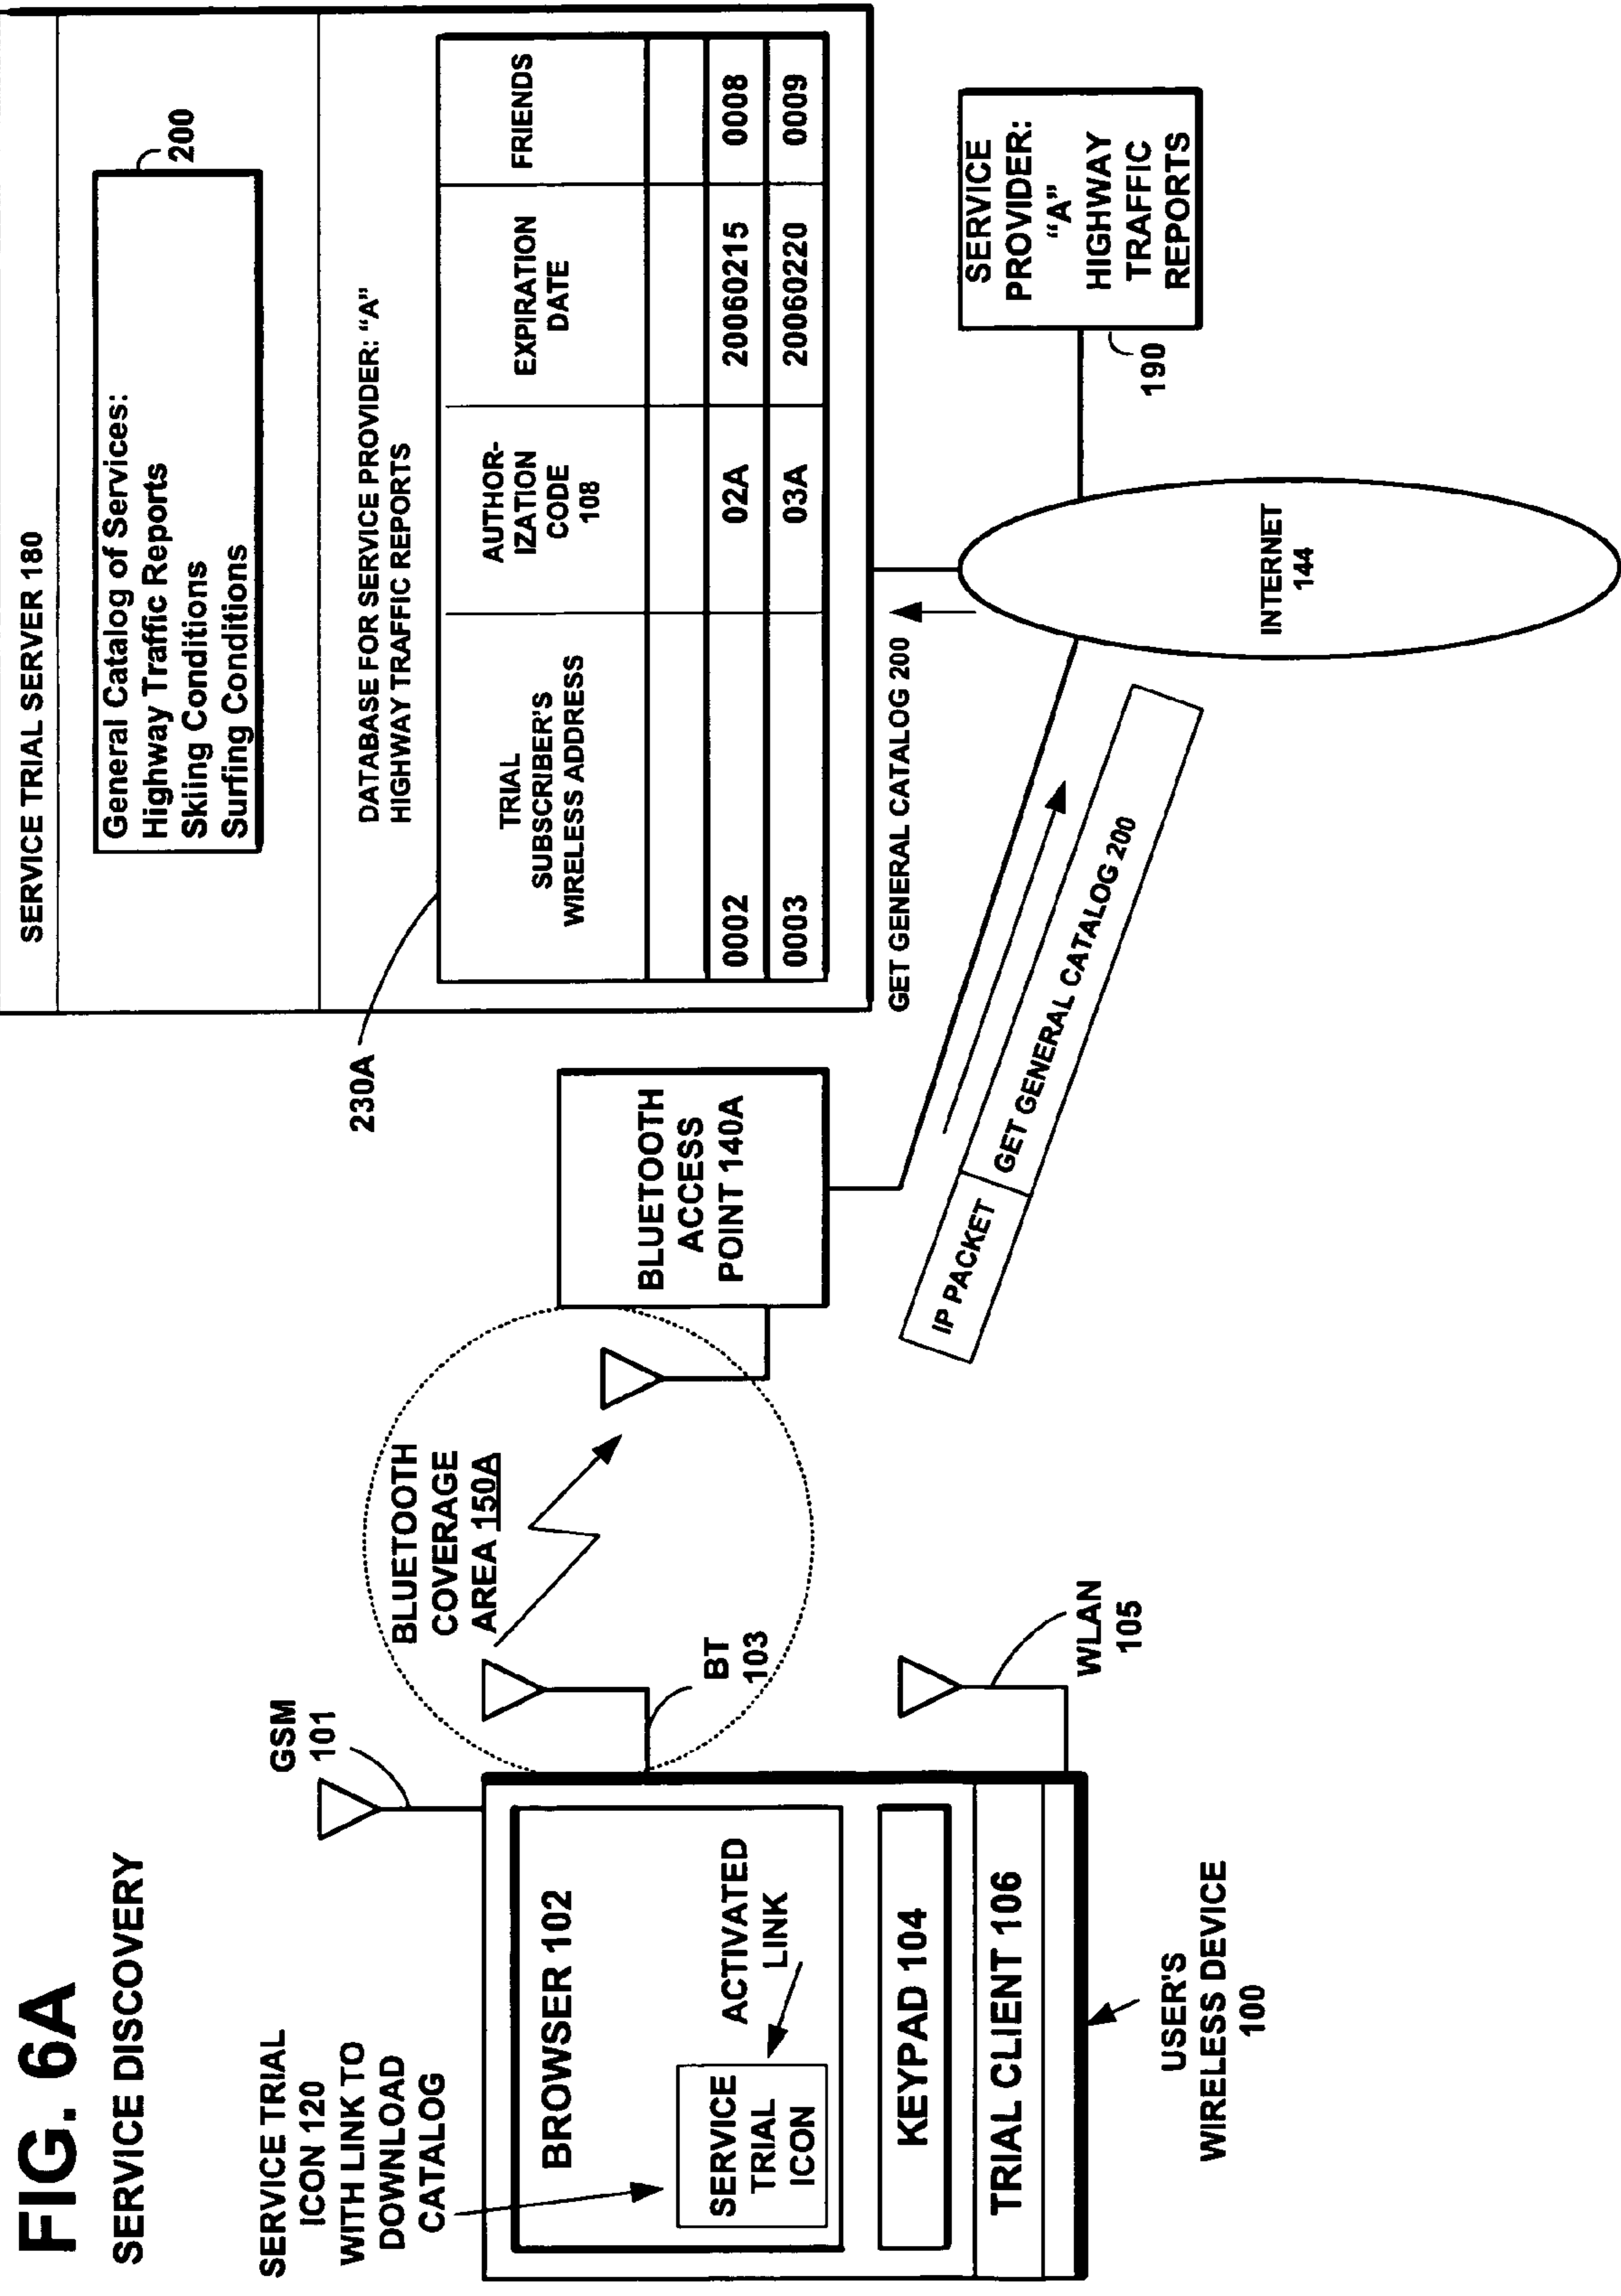 FIG. 6A
SERVICE DISCOVERY
SERVICE TRIAL
ICON 120
WITH LINK TO
DOWNLOAD
CATALOG
GSM
101
BROWSER 102
SERVICE
TRIAL
ICON
ACTIVATED
LINK
KEYPAD 104
TRIAL CLIENT 106
USER'S
WIRELESS DEVICE
100
BT
103
WLAN
105
BLUETOOTH
COVERAGE
AREA 150A
BLUETOOTH
ACCESS
POINT 140A
IP PACKET
GET GENERAL CATALOG 200
SERVICE TRIAL SERVER 180
General Catalog of Services:
Highway Traffic Reports
Skiing Conditions
Surfing Conditions
200
DATABASE FOR SERVICE PROVIDER: “A”
HIGHWAY TRAFFIC REPORTS
230A
TRIAL
SUBSCRIBER'S
WIRELESS ADDRESS
AUTHOR-
IZATION
CODE
108
EXPIRATION
DATE
FRIENDS
0002 02A 20060215 0008
0003 03A 20060220 0009
GET GENERAL CATALOG 200
INTERNET
144
SERVICE
PROVIDER:
“A”
HIGHWAY
TRAFFIC
REPORTS
190